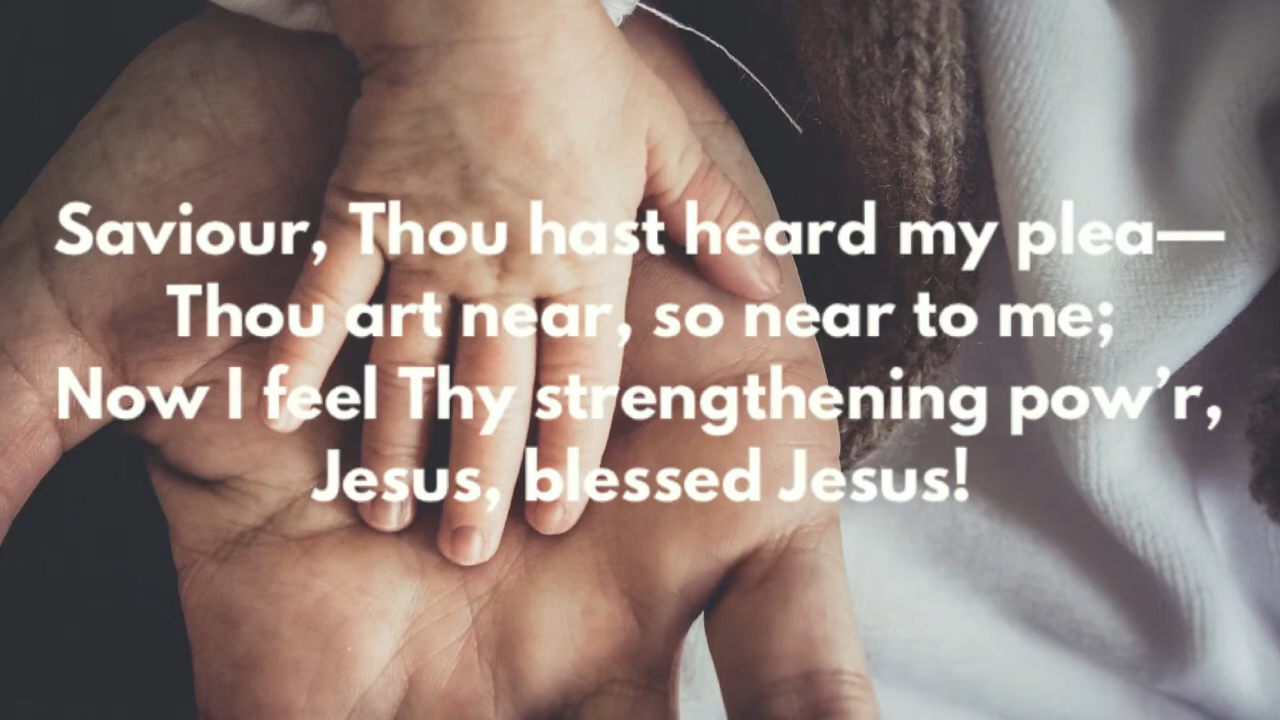 Saviour, Thou hast heard my plea—
Thou art near, so near to me;
Now I feel Thy strengthening pow’r,
Jesus, blessed Jesus!